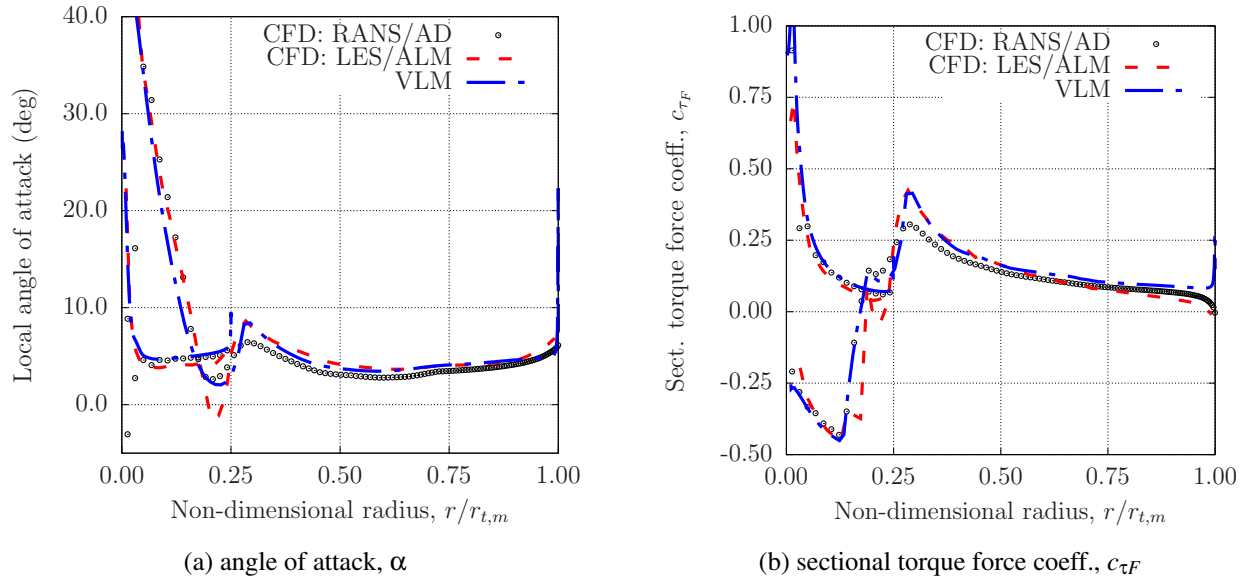 40.0
30.0
20.0
10.0
0.0
0.00
0.25
0.50
0.75
1.00
Local angle of attack (deg)
Non-dimensional radius, r/r_{t,m}
CFD: RANS/AD
CFD: LES/ALM
VLM
(a) angle of attack, α
1.00
0.75
0.50
0.25
0.00
-0.25
-0.50
0.00
0.25
0.50
0.75
1.00
Sect. torque force coeff., c_{τ_F}
Non-dimensional radius, r/r_{t,m}
CFD: RANS/AD
CFD: LES/ALM
VLM
(b) sectional torque force coeff., c_{τF}